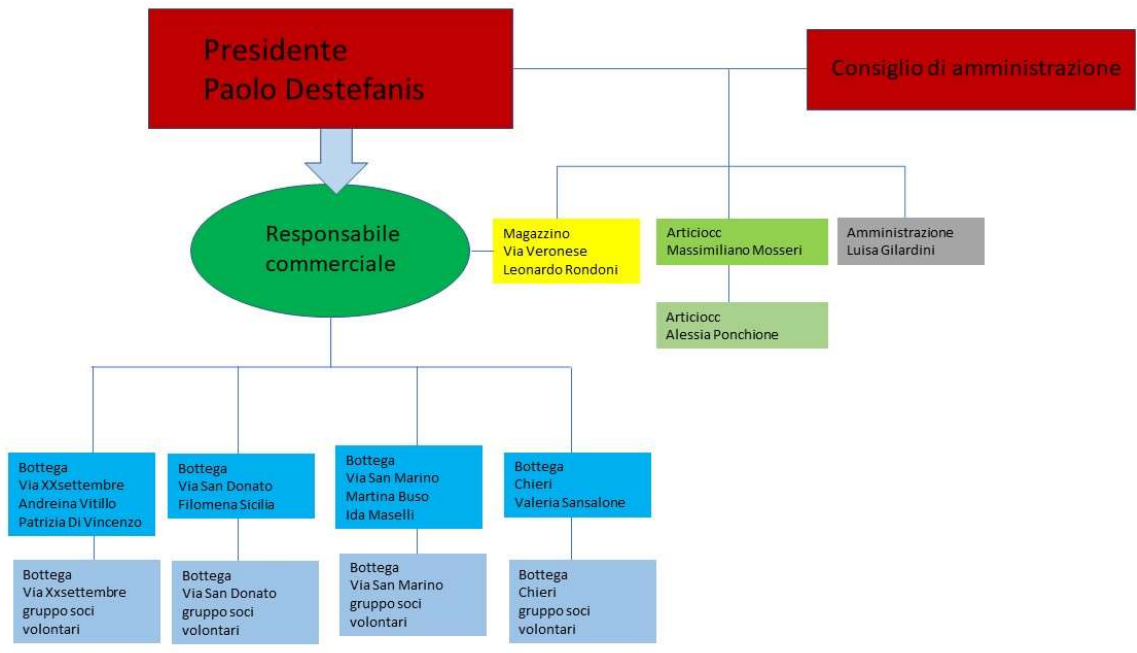 Presidente
Paolo Destefanis
Consiglio di amministrazione
Responsabile
commerciale
Magazzino
Via Veronese
Leonardo Rondoni
Articiocc
Massimiliano Mosseri
Amministrazione
Luisa Gilardini
Articiocc
Alessia Ponchione
Bottega
Via XXsettembre
Andreina Vitillo
Patrizia Di Vincenzo
Bottega
Via San Donato
Filomena Sicilia
Bottega
Via San Marino
Martina Buso
Ida Maselli
Bottega
Chieri
Valeria Sansalone
Bottega
Via Xxsettembre
gruppo soci
volontari
Bottega
Via San Donato
gruppo soci
volontari
Bottega
Via San Marino
gruppo soci
volontari
Bottega
Chieri
gruppo soci
volontari